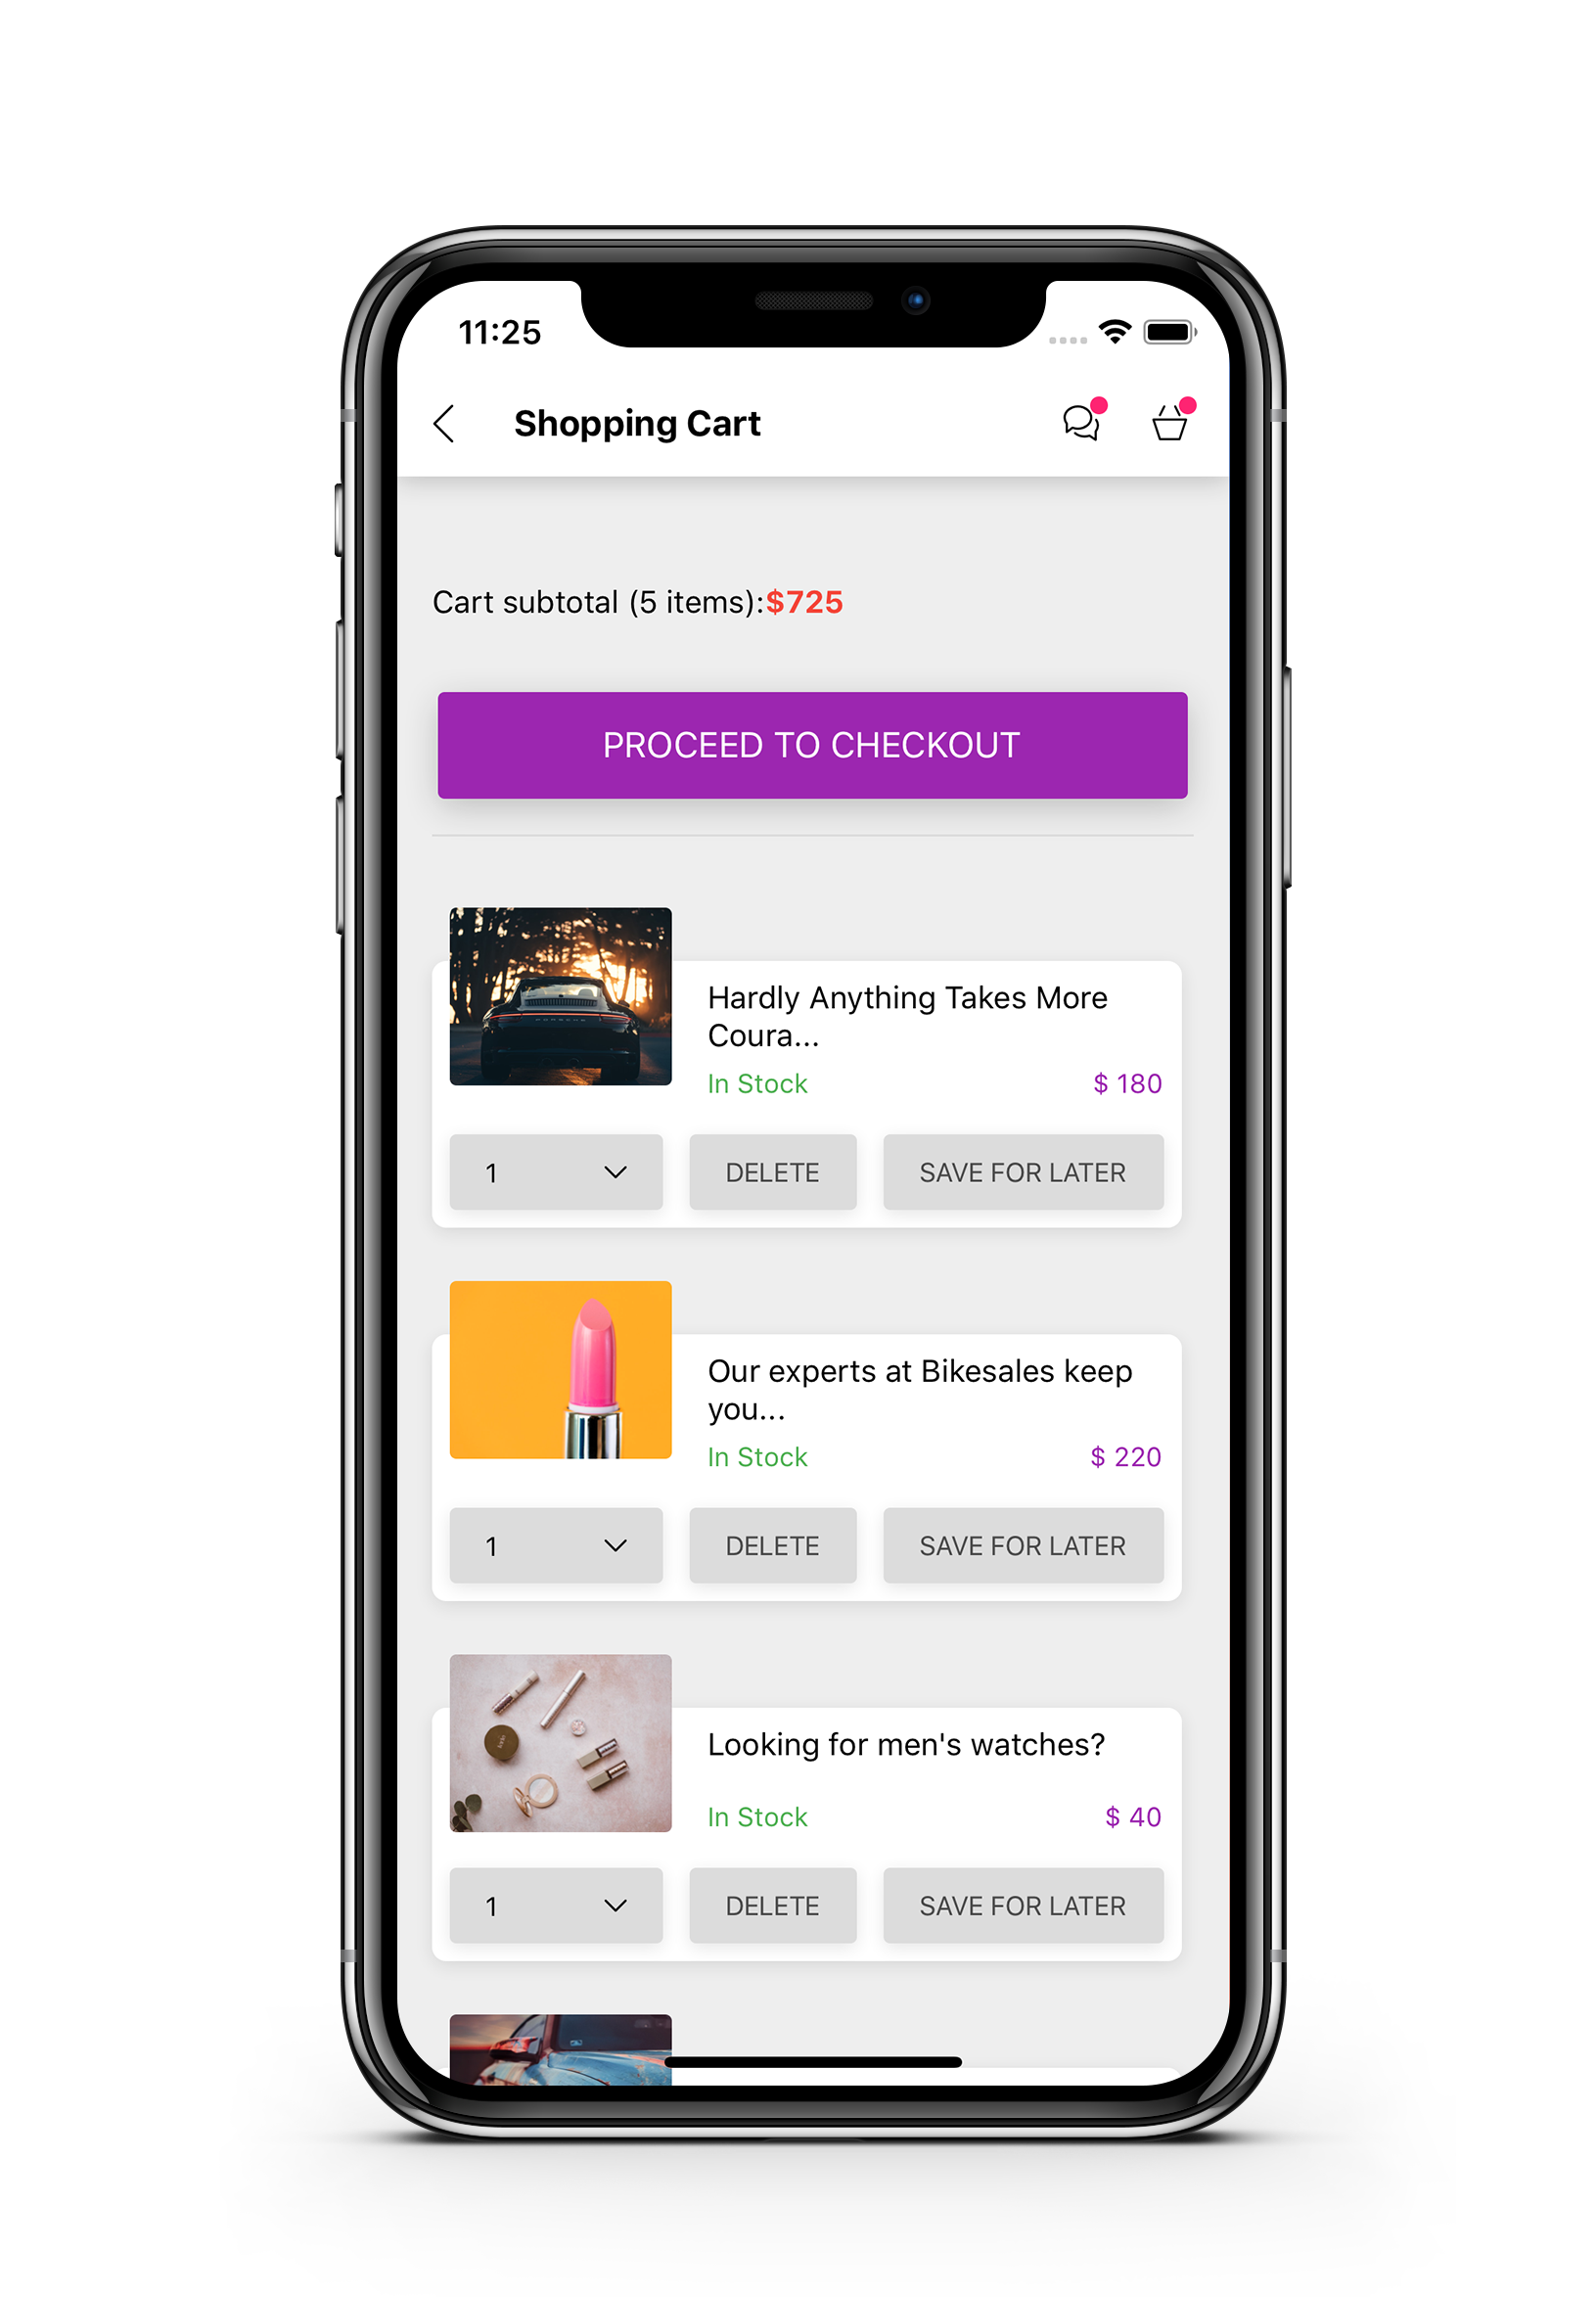 11:25
Shopping Cart
Cart subtotal (5 items):$725
PROCEED TO CHECKOUT
Hardly Anything Takes More
Coura...
In Stock
$ 180
1
DELETE
SAVE FOR LATER
Our experts at Bikesales keep
you...
In Stock
$ 220
1
DELETE
SAVE FOR LATER
Looking for men's watches?
In Stock
$ 40
1
DELETE
SAVE FOR LATER